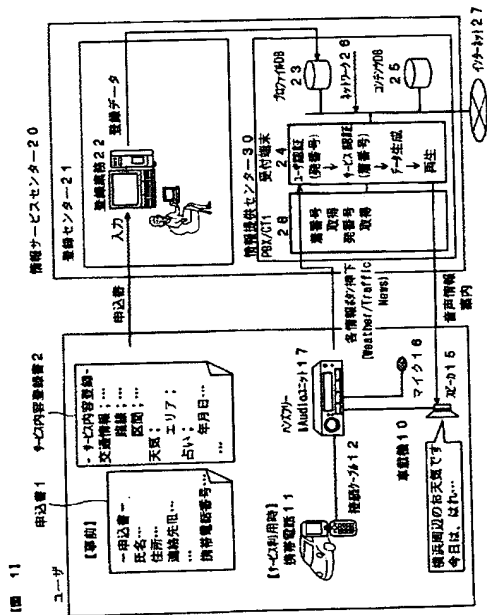 【図 1】
ユーザ
申込書1
サービス内容登録書2
【事前】
－申込書－
氏名…
住所…
連絡先…
…
携帯電話番号…
- サービス内容登録-
交通情報；…
路線；…
区間；…
天気； エリア；
占い； 年月日…
…
申込書
情報サービスセンター20
登録センター21
登録業務22
入力
登録データ
情報提供センター30
PBX/CTI
28
受付端末
24
プロファイルDB
23
ネットワーク26
コンテンツDB
25
着番号
取得
発番号
取得
ユーザ認証
(発番号)
サービス認証
(着番号)
データ生成
再生
インターネット27
【サービス利用時】
携帯電話11
接続ケーブル12
ハンズフリー
Audioユニット17
各情報ボタン押下
(Weather/Traffic
News)
マイク16
スピーカ15
車載機10
音声情報
案内
横浜周辺のお天気です
今日は、はれ…